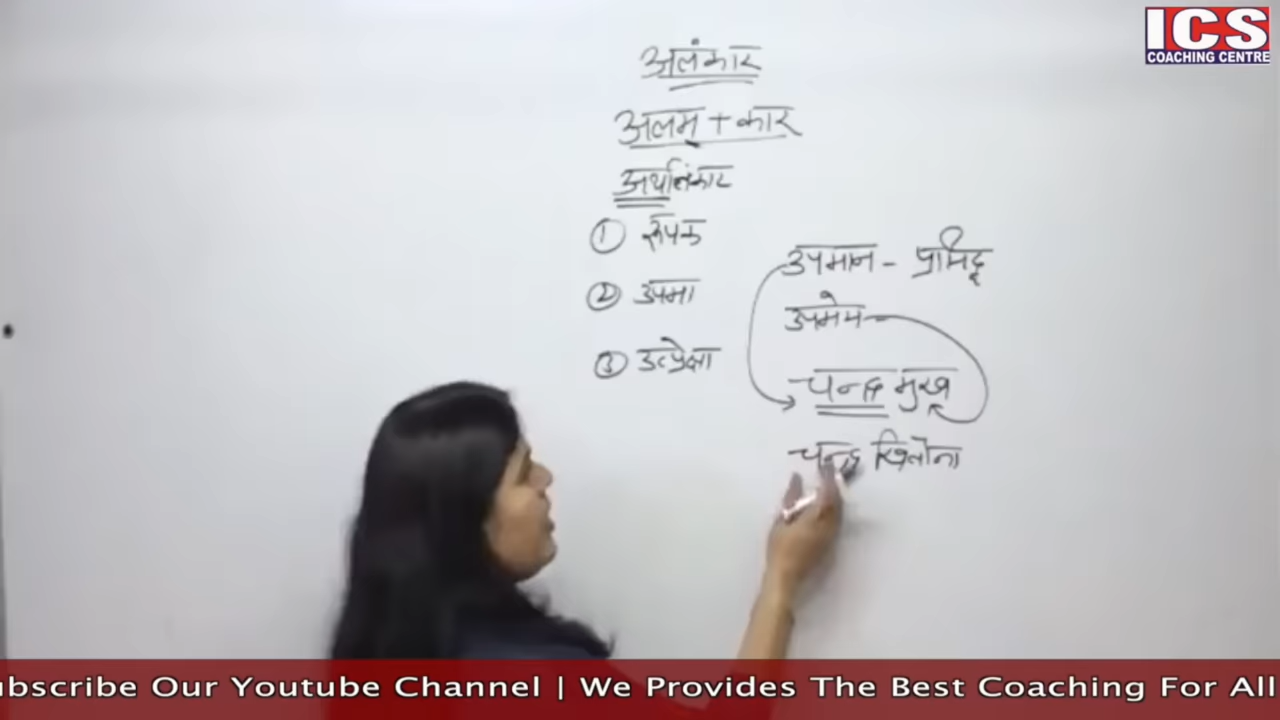 ICS
COACHING CENTRE
अलंकार
अलम् + कार
अर्थालंकार
① रूपक
② उपमा
③ उत्प्रेक्षा
उपमान - प्रसिद्ध
उपमेय
चन्द्र मुख
चन्द्र खिलौना
ubscribe Our Youtube Channel | We Provides The Best Coaching For All